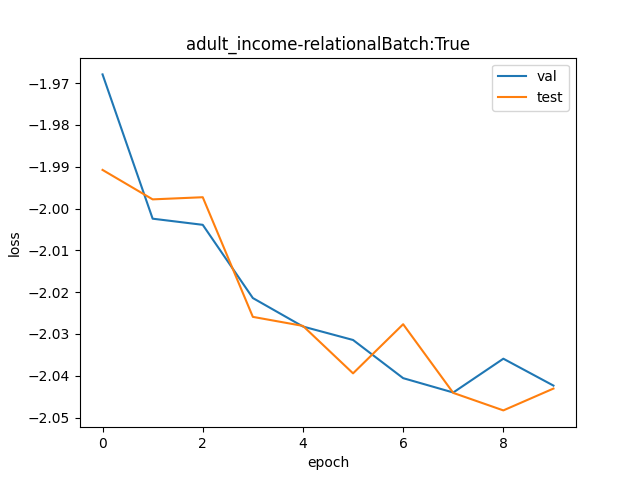 adult_income-relationalBatch:True
val
test
loss
−1.97
−1.98
−1.99
−2.00
−2.01
−2.02
−2.03
−2.04
−2.05
0 2 4 6 8
epoch